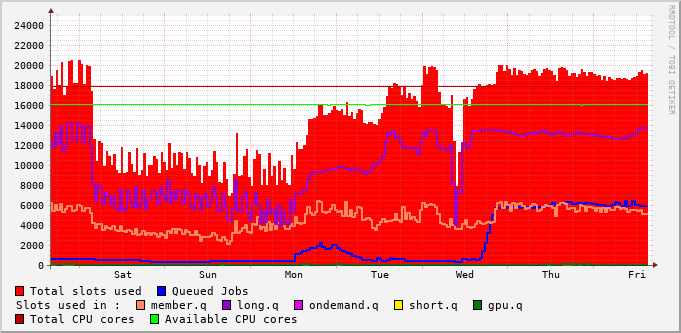 24000
22000
20000
18000
16000
14000
12000
10000
8000
6000
4000
2000
0
Sat Sun Mon Tue Wed Thu Fri
Total slots used Queued Jobs
Slots used in : member.q long.q ondemand.q short.q gpu.q
Total CPU cores Available CPU cores
RRDTOOL / TOBI OETIKER